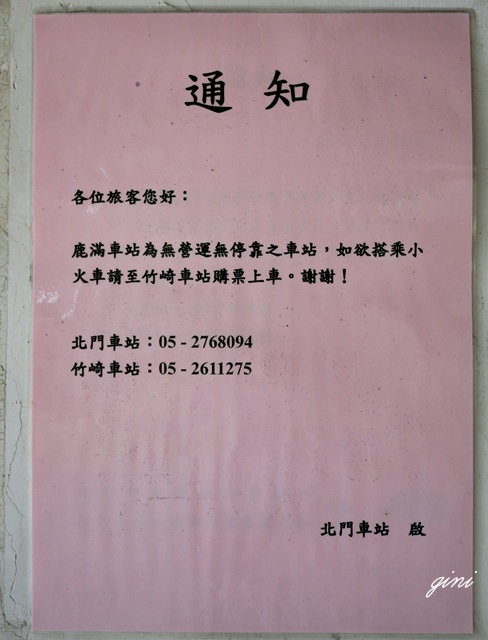 通 知
各位旅客您好：
鹿滿車站為無營運無停靠之車站，如欲搭乘小
火車請至竹崎車站購票上車。謝謝！
北門車站：05 - 2768094
竹崎車站：05 - 2611275
北門車站 啟
gini